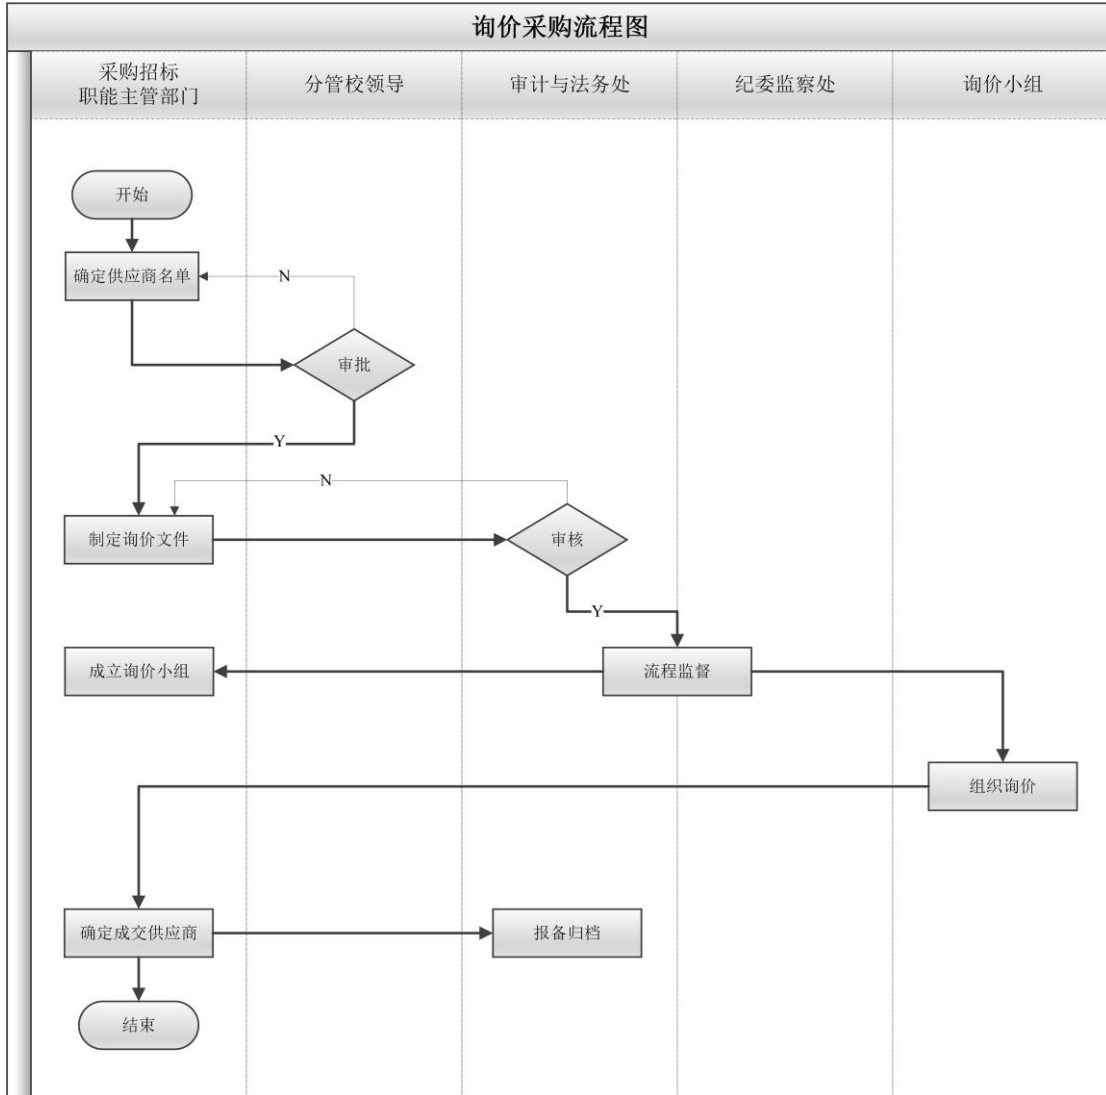 询价采购流程图
采购招标
职能主管部门
分管校领导
审计与法务处
纪委监察处
询价小组
开始
确定供应商名单
N
审批
Y
N
制定询价文件
审核
Y
成立询价小组
流程监督
组织询价
确定成交供应商
报备归档
结束